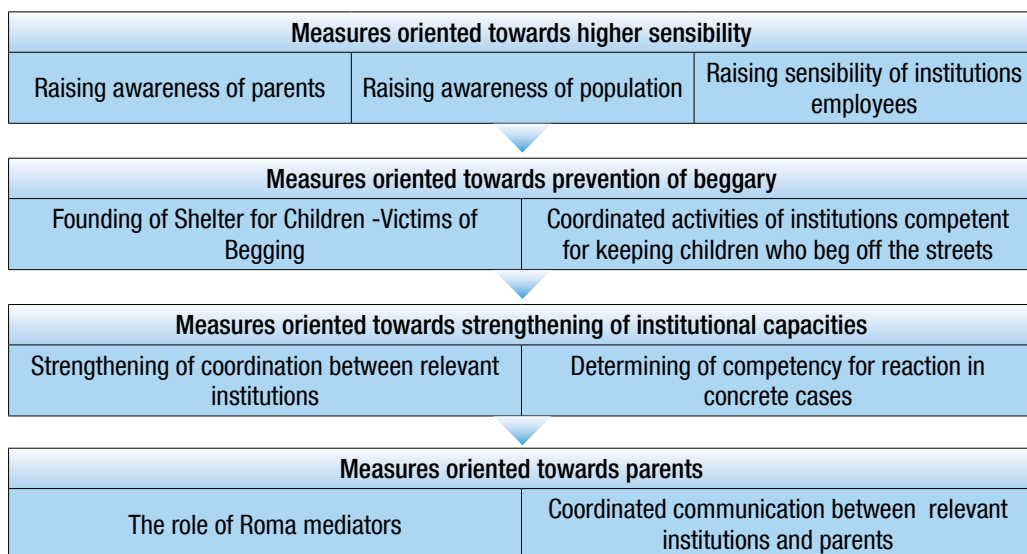 Measures oriented towards higher sensibility
Raising awareness of parents
Raising awareness of population
Raising sensibility of institutions
employees
Measures oriented towards prevention of beggary
Founding of Shelter for Children -Victims of
Begging
Coordinated activities of institutions competent
for keeping children who beg off the streets
Measures oriented towards strengthening of institutional capacities
Strengthening of coordination between relevant
institutions
Determining of competency for reaction in
concrete cases
Measures oriented towards parents
The role of Roma mediators
Coordinated communication between relevant
institutions and parents